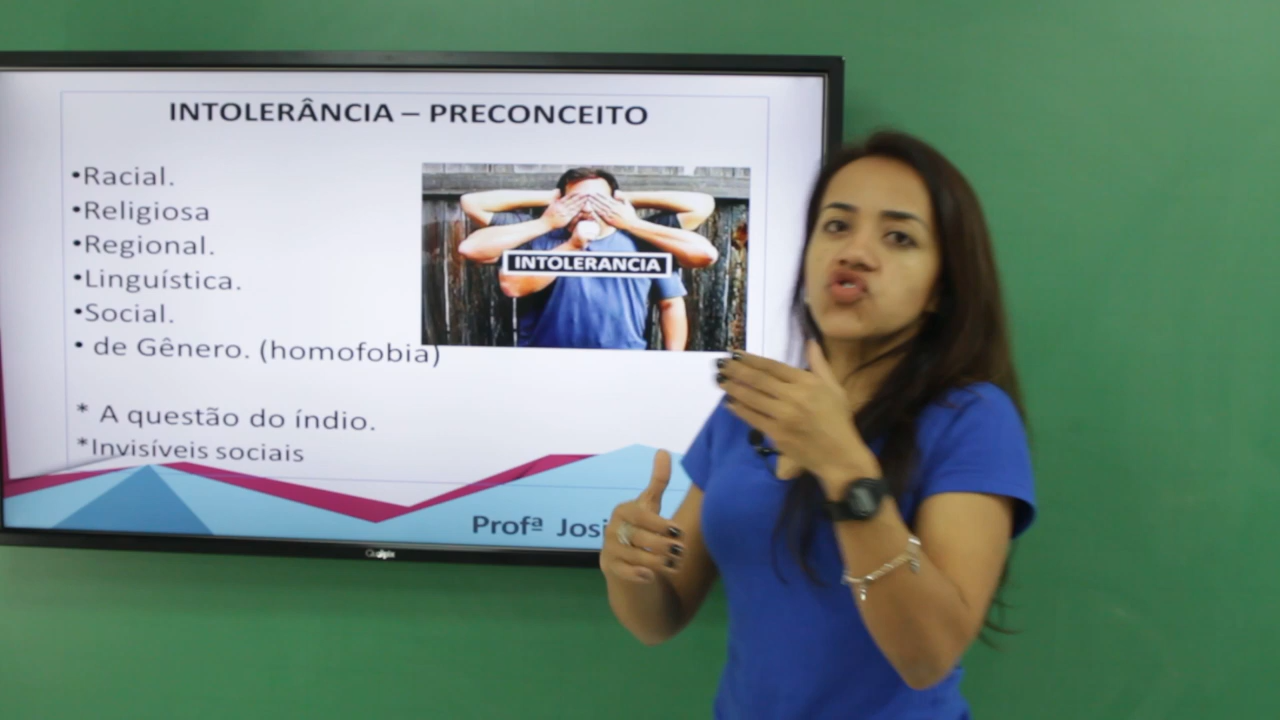 INTOLERÂNCIA – PRECONCEITO
•Racial.
•Religiosa
•Regional.
•Linguística.
•Social.
• de Gênero. (homofobia)
INTOLERANCIA
* A questão do índio.
*Invisíveis sociais
Profª